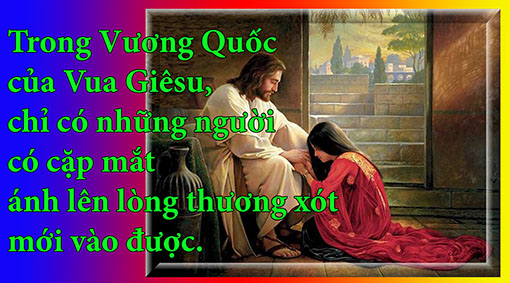 Trong Vương Quốc
của Vua Giêsu,
chỉ có những người
có cặp mắt
ánh lên lòng thương xót
mới vào được.